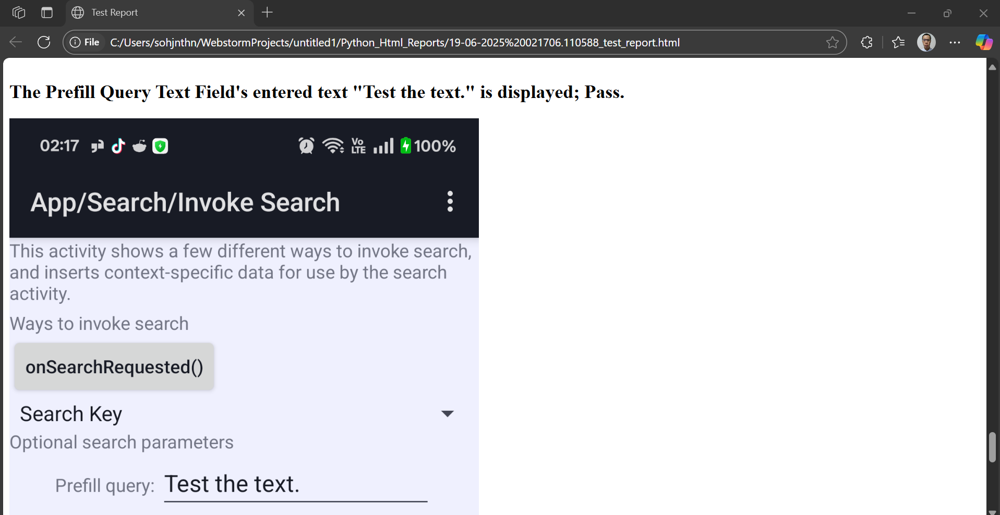 Test Report
File C:/Users/sohjnthn/WebstormProjects/untitled1/Python_Html_Reports/19-06-2025%20021706.110588_test_report.html
The Prefill Query Text Field's entered text "Test the text." is displayed; Pass.
02:17 Vo LTE 100%
App/Search/Invoke Search
This activity shows a few different ways to invoke search,
and inserts context-specific data for use by the search
activity.
Ways to invoke search
onSearchRequested()
Search Key
Optional search parameters
Prefill query: Test the text.